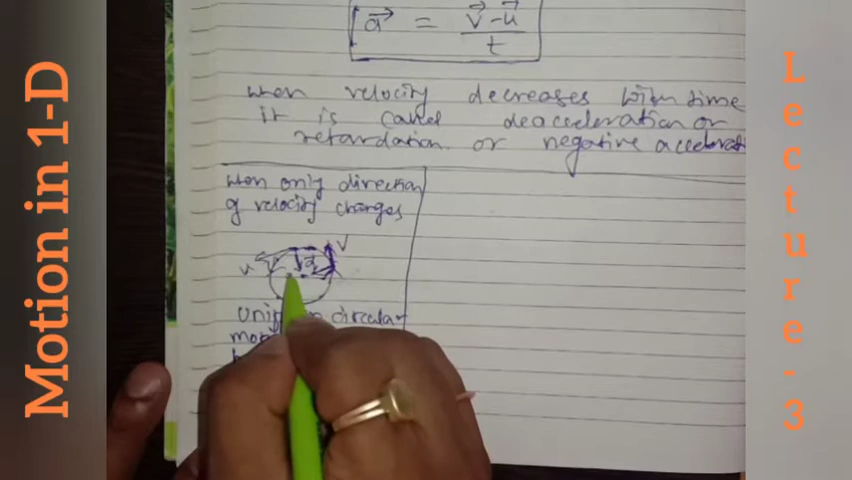 Motion in 1-D
Lecture-3
a = v-u
t
when velocity decreases with time
it is called deacceleration or
retardation or negative accelerat
when only direction
of velocity changes
v
a
circular